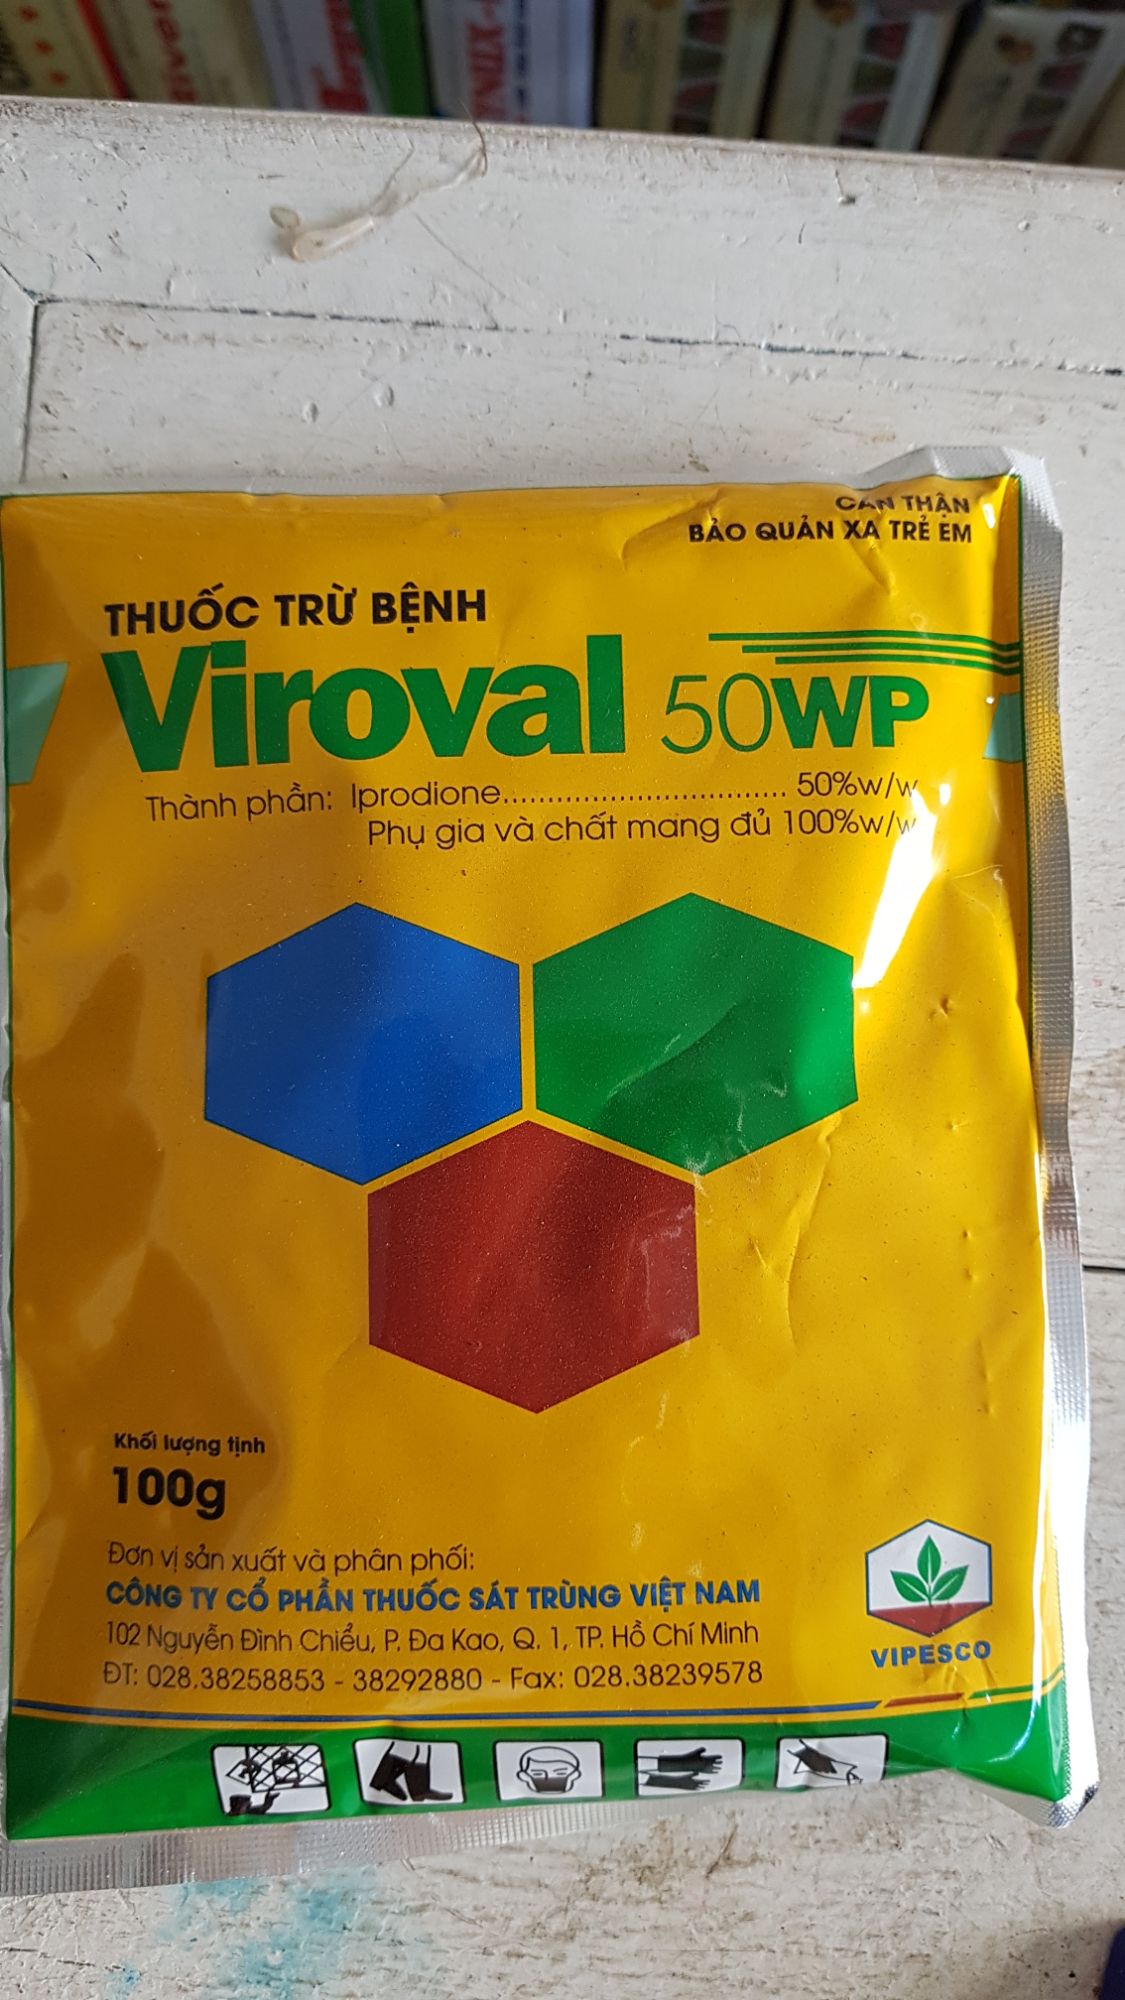 CẨN THẬN
BẢO QUẢN XA TRẺ EM
THUỐC TRỪ BỆNH
Viroval 50WP
Thành phần: Iprodione................................ 50%w/w
Phụ gia và chất mang đủ 100%w/w
Khối lượng tịnh
100g
Đơn vị sản xuất và phân phối:
CÔNG TY CỔ PHẦN THUỐC SÁT TRÙNG VIỆT NAM
102 Nguyễn Đình Chiểu, P. Đa Kao, Q. 1, TP. Hồ Chí Minh
ĐT: 028.38258853 - 38292880 - Fax: 028.38239578
VIPESCO